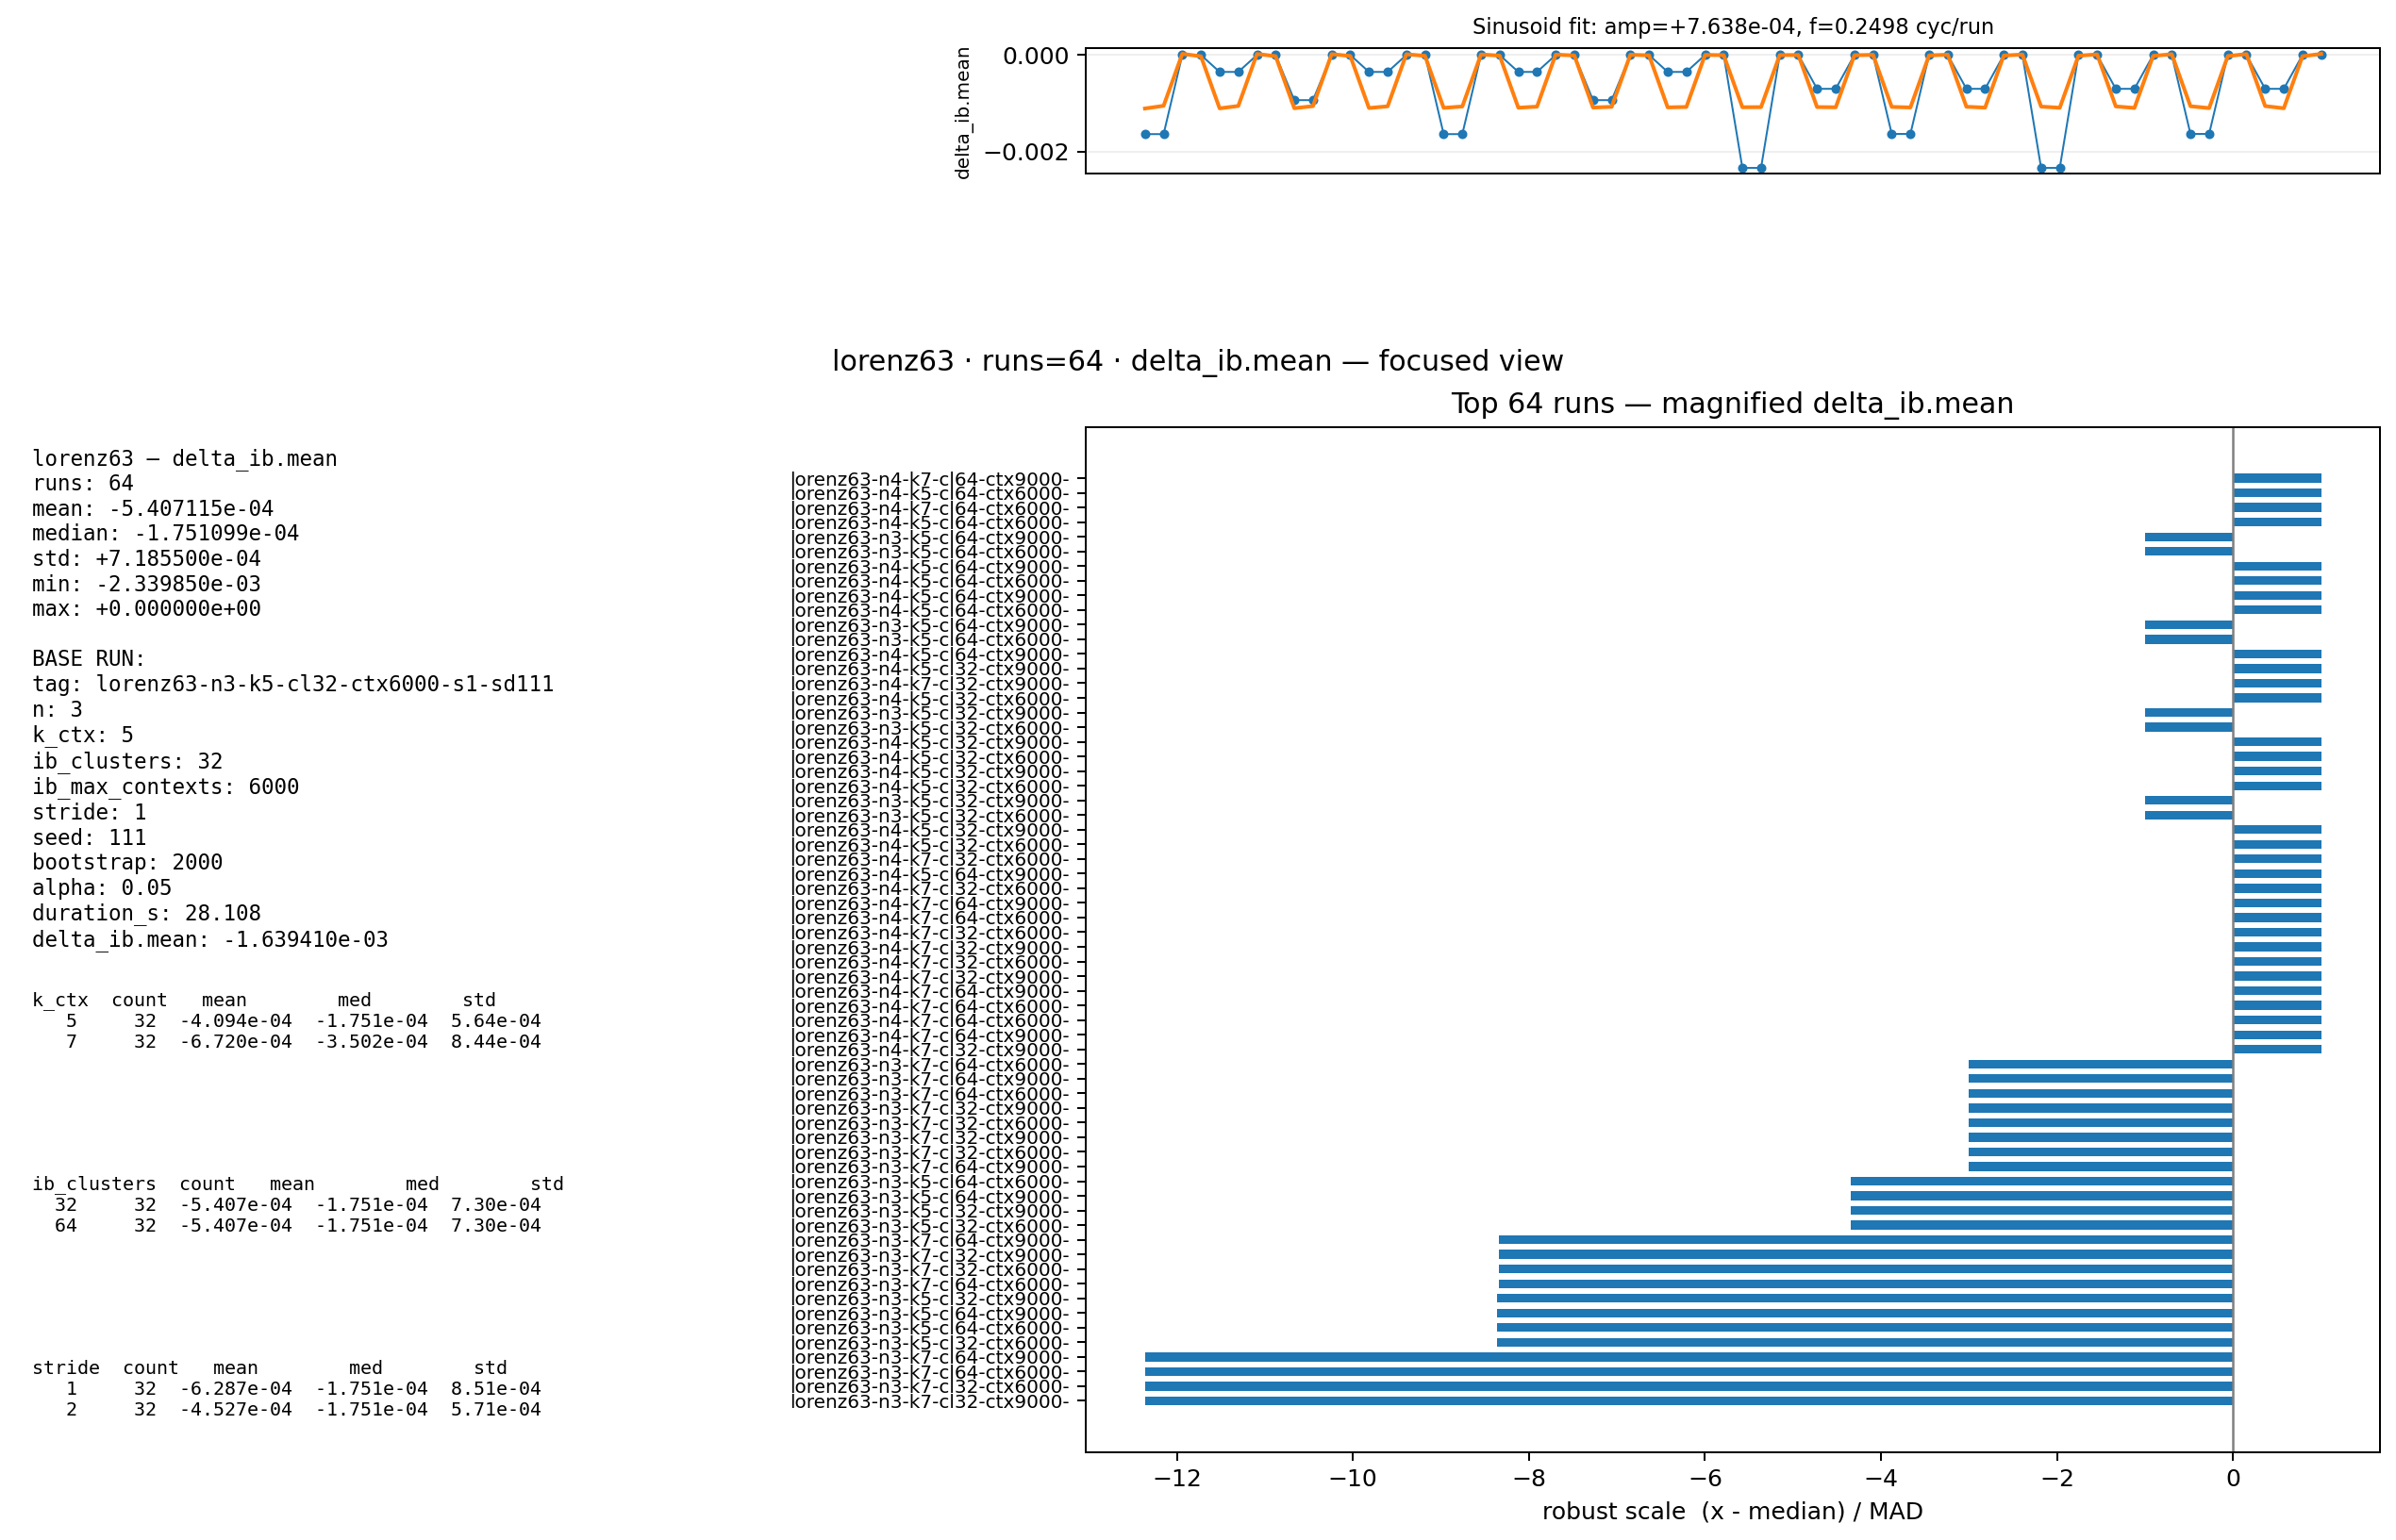 Sinusoid fit: amp=+7.638e-04, f=0.2498 cyc/run
delta_ib.mean
0.000
−0.002
lorenz63 · runs=64 · delta_ib.mean — focused view
Top 64 runs — magnified delta_ib.mean
lorenz63 — delta_ib.mean
runs: 64
mean: -5.407115e-04
median: -1.751099e-04
std: +7.185500e-04
min: -2.339850e-03
max: +0.000000e+00
BASE RUN:
tag: lorenz63-n3-k5-cl32-ctx6000-s1-sd111
n: 3
k_ctx: 5
ib_clusters: 32
ib_max_contexts: 6000
stride: 1
seed: 111
bootstrap: 2000
alpha: 0.05
duration_s: 28.108
delta_ib.mean: -1.639410e-03
k_ctx count mean med std
5 32 -4.094e-04 -1.751e-04 5.64e-04
7 32 -6.720e-04 -3.502e-04 8.44e-04
ib_clusters count mean med std
32 32 -5.407e-04 -1.751e-04 7.30e-04
64 32 -5.407e-04 -1.751e-04 7.30e-04
stride count mean med std
1 32 -6.287e-04 -1.751e-04 8.51e-04
2 32 -4.527e-04 -1.751e-04 5.71e-04
lorenz63-n4-k7-cl64-ctx9000-
lorenz63-n4-k5-cl64-ctx6000-
lorenz63-n4-k7-cl64-ctx6000-
lorenz63-n4-k5-cl64-ctx6000-
lorenz63-n3-k5-cl64-ctx9000-
lorenz63-n3-k5-cl64-ctx6000-
lorenz63-n4-k5-cl64-ctx9000-
lorenz63-n4-k5-cl64-ctx6000-
lorenz63-n4-k5-cl64-ctx9000-
lorenz63-n4-k5-cl64-ctx6000-
lorenz63-n3-k5-cl64-ctx9000-
lorenz63-n3-k5-cl64-ctx6000-
lorenz63-n4-k5-cl64-ctx9000-
lorenz63-n4-k5-cl32-ctx9000-
lorenz63-n4-k7-cl32-ctx9000-
lorenz63-n4-k5-cl32-ctx6000-
lorenz63-n3-k5-cl32-ctx9000-
lorenz63-n3-k5-cl32-ctx6000-
lorenz63-n4-k5-cl32-ctx9000-
lorenz63-n4-k5-cl32-ctx6000-
lorenz63-n4-k5-cl32-ctx9000-
lorenz63-n4-k5-cl32-ctx6000-
lorenz63-n3-k5-cl32-ctx9000-
lorenz63-n3-k5-cl32-ctx6000-
lorenz63-n4-k5-cl32-ctx9000-
lorenz63-n4-k5-cl32-ctx6000-
lorenz63-n4-k7-cl32-ctx6000-
lorenz63-n4-k5-cl64-ctx9000-
lorenz63-n4-k7-cl32-ctx6000-
lorenz63-n4-k7-cl64-ctx9000-
lorenz63-n4-k7-cl64-ctx6000-
lorenz63-n4-k7-cl32-ctx6000-
lorenz63-n4-k7-cl32-ctx9000-
lorenz63-n4-k7-cl32-ctx6000-
lorenz63-n4-k7-cl32-ctx9000-
lorenz63-n4-k7-cl64-ctx9000-
lorenz63-n4-k7-cl64-ctx6000-
lorenz63-n4-k7-cl64-ctx6000-
lorenz63-n4-k7-cl64-ctx9000-
lorenz63-n4-k7-cl32-ctx9000-
lorenz63-n3-k7-cl64-ctx6000-
lorenz63-n3-k7-cl64-ctx9000-
lorenz63-n3-k7-cl64-ctx6000-
lorenz63-n3-k7-cl32-ctx9000-
lorenz63-n3-k7-cl32-ctx6000-
lorenz63-n3-k7-cl32-ctx9000-
lorenz63-n3-k7-cl32-ctx6000-
lorenz63-n3-k7-cl64-ctx9000-
lorenz63-n3-k5-cl64-ctx6000-
lorenz63-n3-k5-cl64-ctx9000-
lorenz63-n3-k5-cl32-ctx9000-
lorenz63-n3-k5-cl32-ctx6000-
lorenz63-n3-k7-cl64-ctx9000-
lorenz63-n3-k7-cl32-ctx9000-
lorenz63-n3-k7-cl32-ctx6000-
lorenz63-n3-k7-cl64-ctx6000-
lorenz63-n3-k5-cl32-ctx9000-
lorenz63-n3-k5-cl64-ctx9000-
lorenz63-n3-k5-cl64-ctx6000-
lorenz63-n3-k5-cl32-ctx6000-
lorenz63-n3-k7-cl64-ctx9000-
lorenz63-n3-k7-cl64-ctx6000-
lorenz63-n3-k7-cl32-ctx6000-
lorenz63-n3-k7-cl32-ctx9000-
−12 −10 −8 −6 −4 −2 0
robust scale (x - median) / MAD